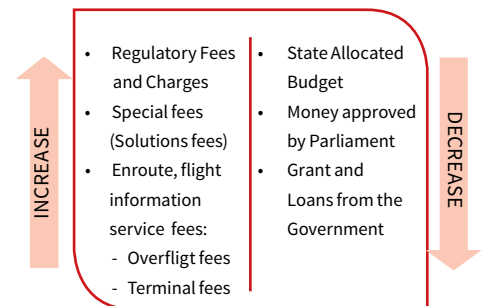 INCREASE
• Regulatory Fees
and Charges
• Special fees
(Solutions fees)
• Enroute, flight
information
service fees:
- Overfligt fees
- Terminal fees
• State Allocated
Budget
• Money approved
by Parliament
• Grant and
Loans from the
Government
DECREASE